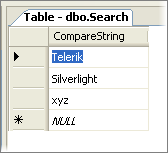 Table - dbo.Search
CompareString
Telerik
Silverlight
xyz
NULL